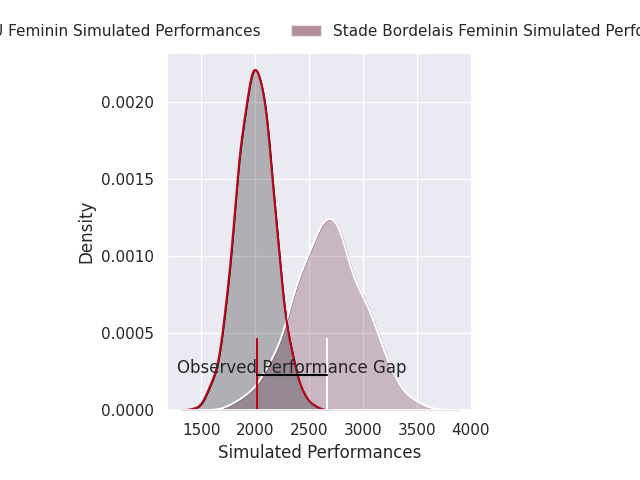 Feminin Simulated Performances
Stade Bordelais Feminin Simulated
Density
0.0020
0.0015
0.0010
0.0005
0.0000
Observed Performance Gap
1500 2000 2500 3000 3500 4000
Simulated Performances